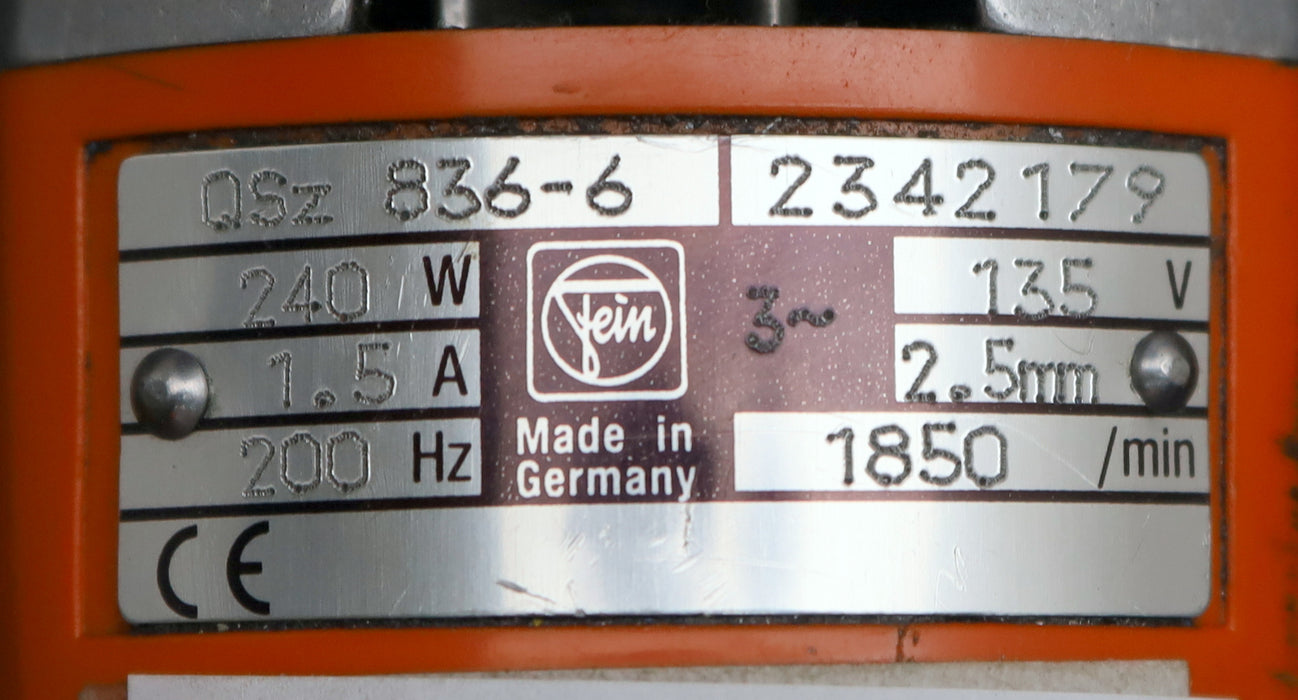 QSz 836-6 2342179
240 W fein 3~ 135 V
1.5 A 2.5mm
200 Hz Made in Germany 1850 /min
CE